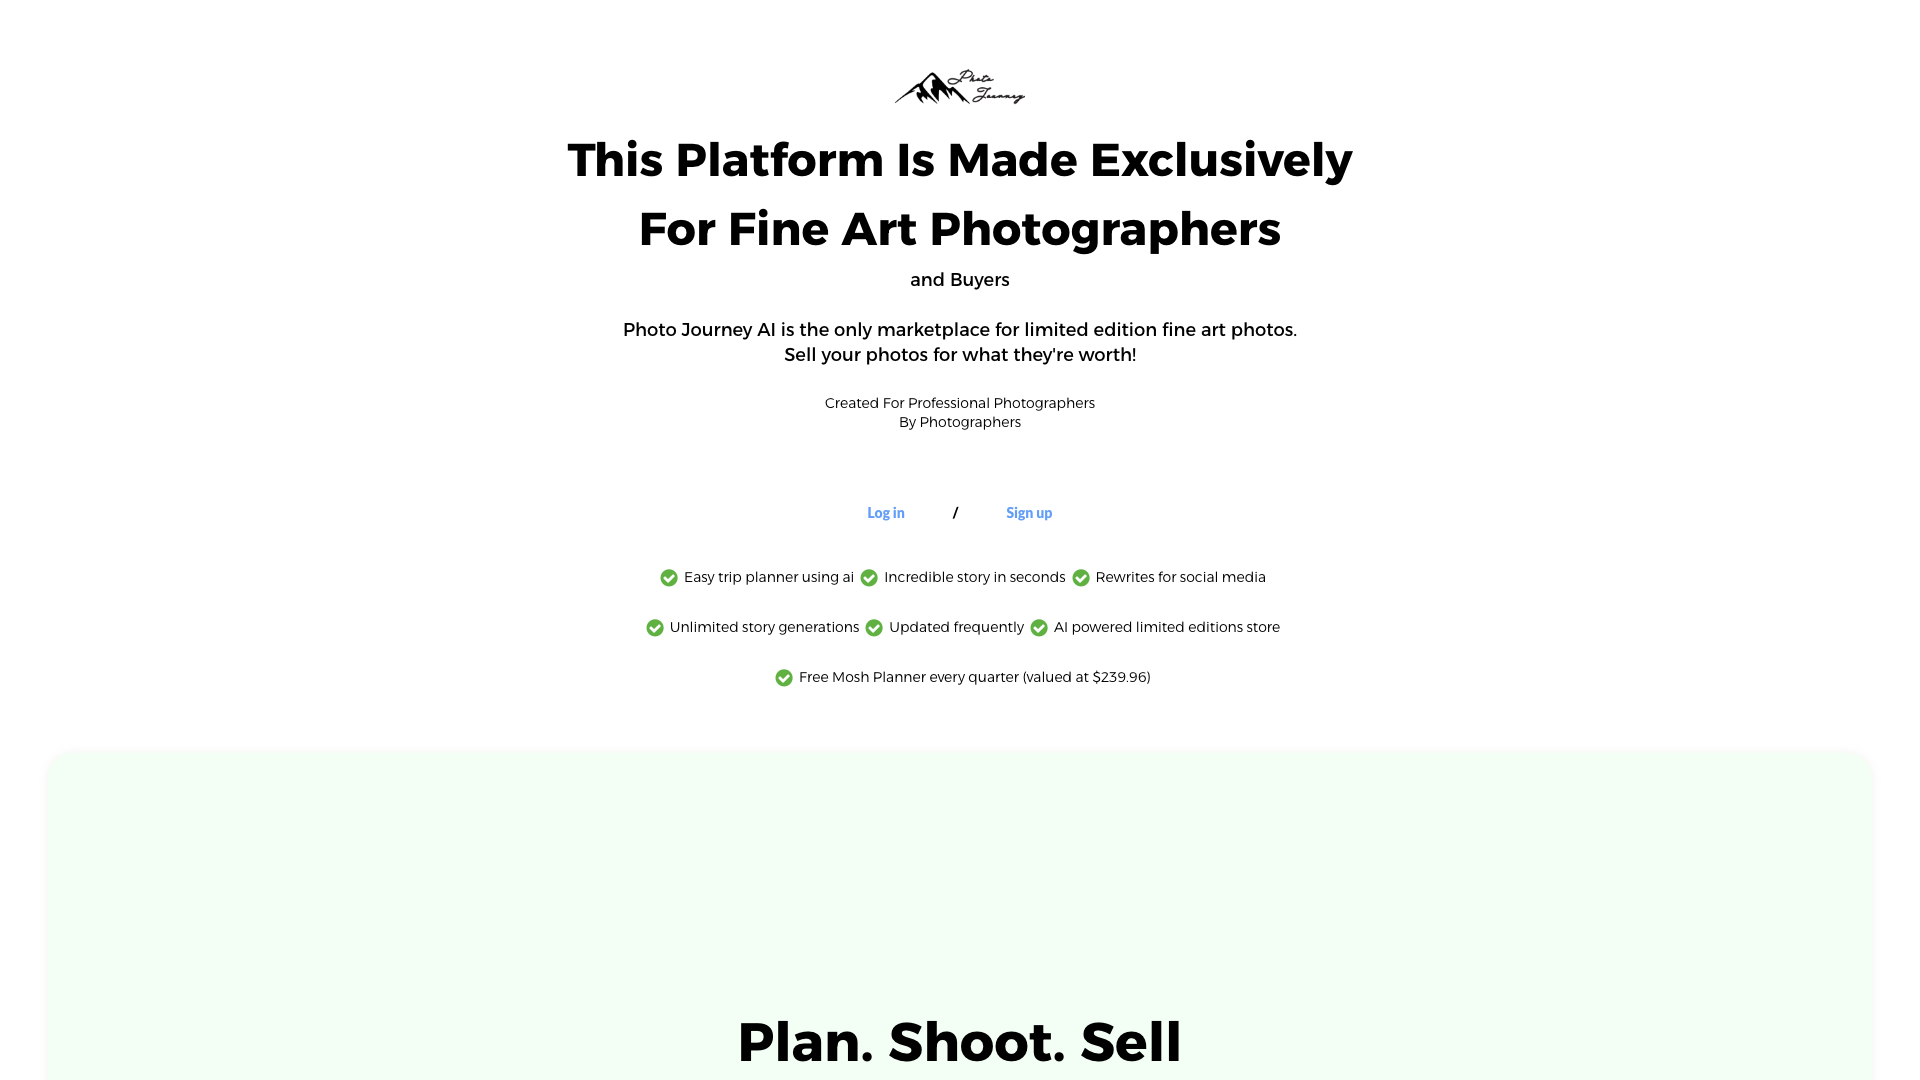 Photo
Journey
This Platform Is Made Exclusively
For Fine Art Photographers
and Buyers
Photo Journey AI is the only marketplace for limited edition fine art photos.
Sell your photos for what they're worth!
Created For Professional Photographers
By Photographers
Log in / Sign up
Easy trip planner using ai Incredible story in seconds Rewrites for social media
Unlimited story generations Updated frequently AI powered limited editions store
Free Mosh Planner every quarter (valued at $239.96)
Plan. Shoot. Sell